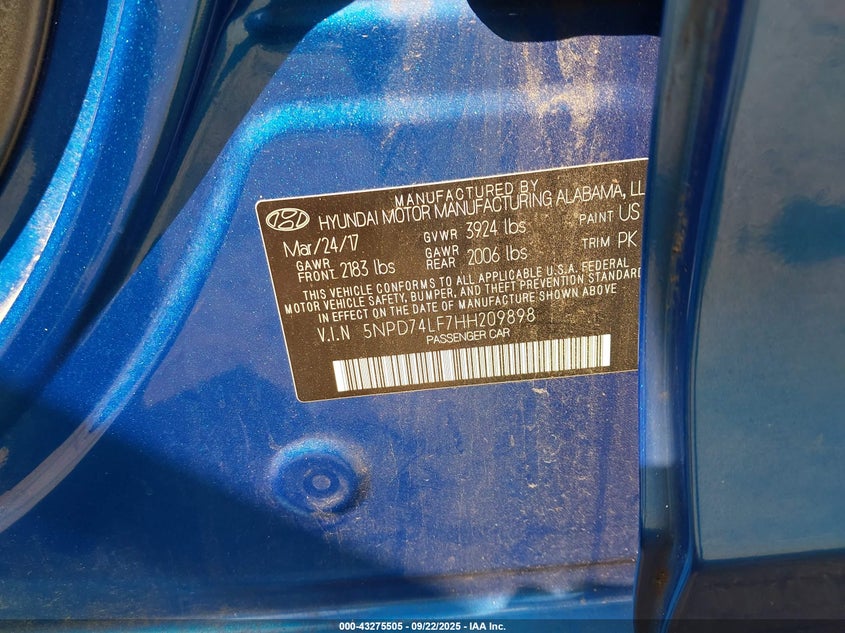 MANUFACTURED BY
HYUNDAI MOTOR MANUFACTURING ALABAMA, LL
Mar/24/17 GVWR 3924 lbs PAINT US
GAWR FRONT 2183 lbs GAWR REAR 2006 lbs TRIM PK
THIS VEHICLE CONFORMS TO ALL APPLICABLE U.S.A. FEDERAL
MOTOR VEHICLE SAFETY, BUMPER, AND THEFT PREVENTION STANDARD
IN EFFECT ON THE DATE OF MANUFACTURE SHOWN ABOVE
V.I.N 5NPD74LF7HH209898
PASSENGER CAR
000-43275505 - 09/22/2025 - IAA Inc.